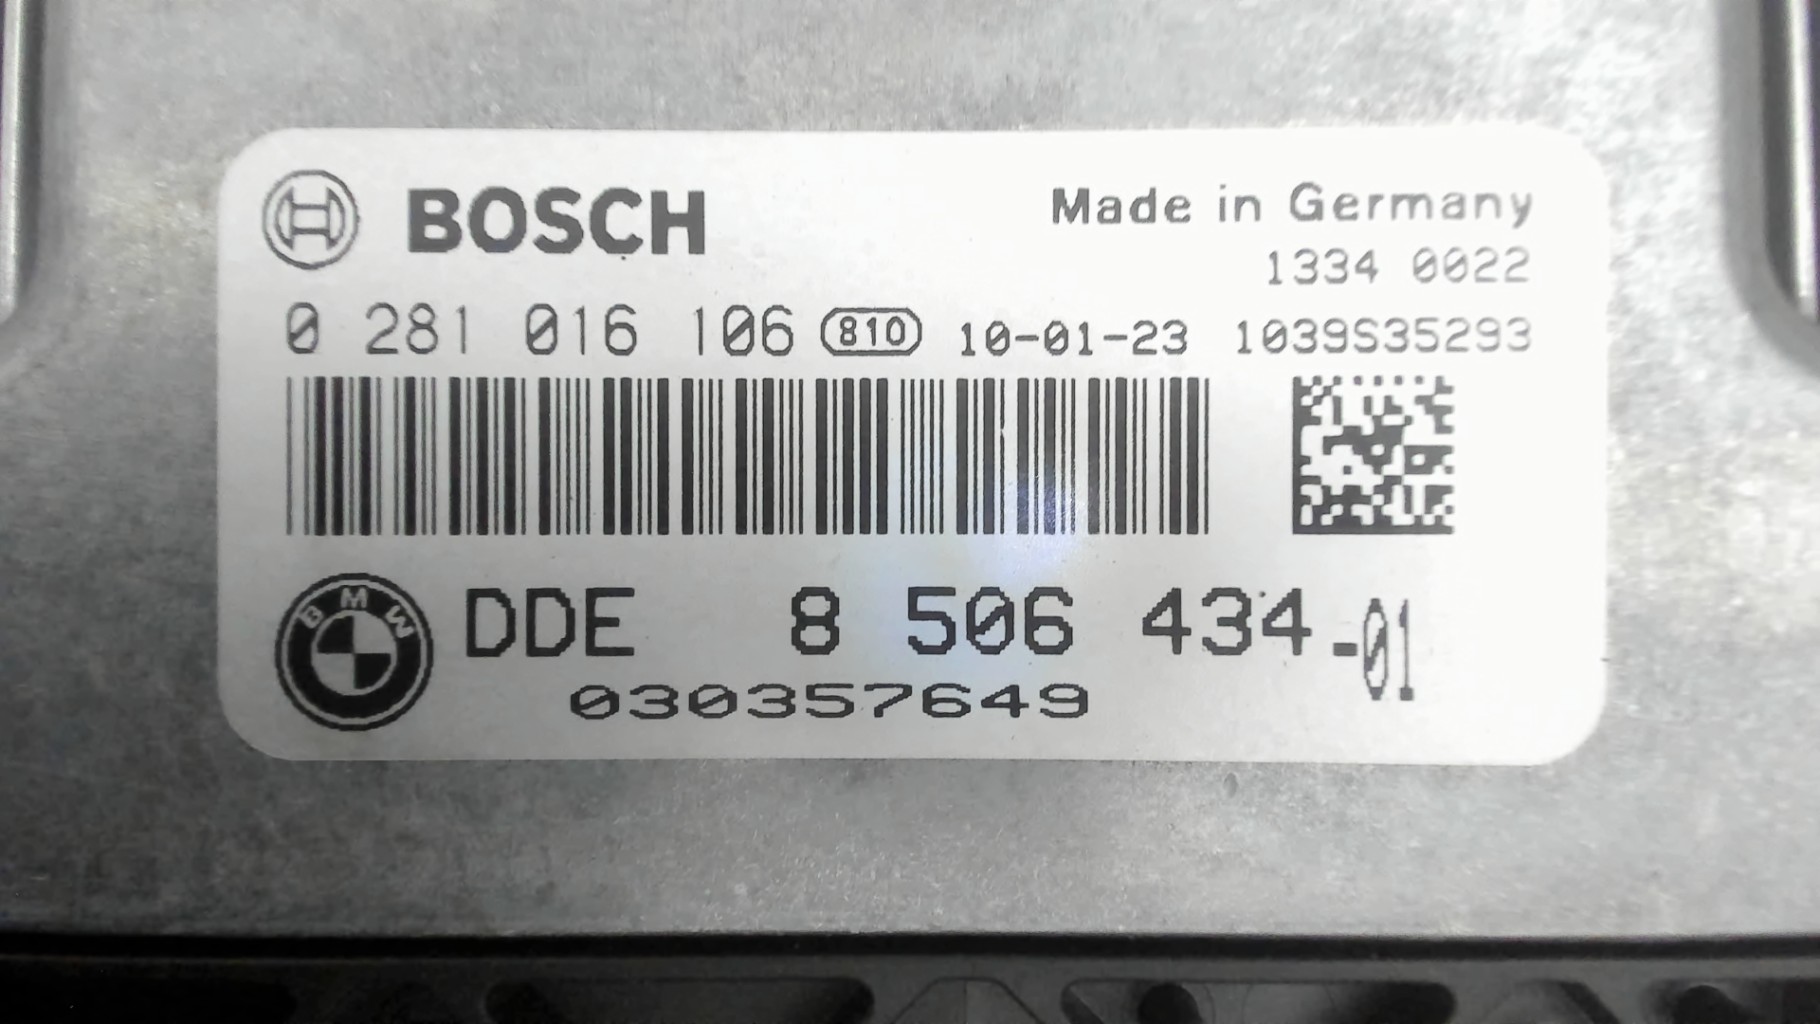 BOSCH
Made in Germany
1334 0022
0 281 016 106 810 10-01-23 1039S35293
BMW
DDE 8 506 434-01
030357649